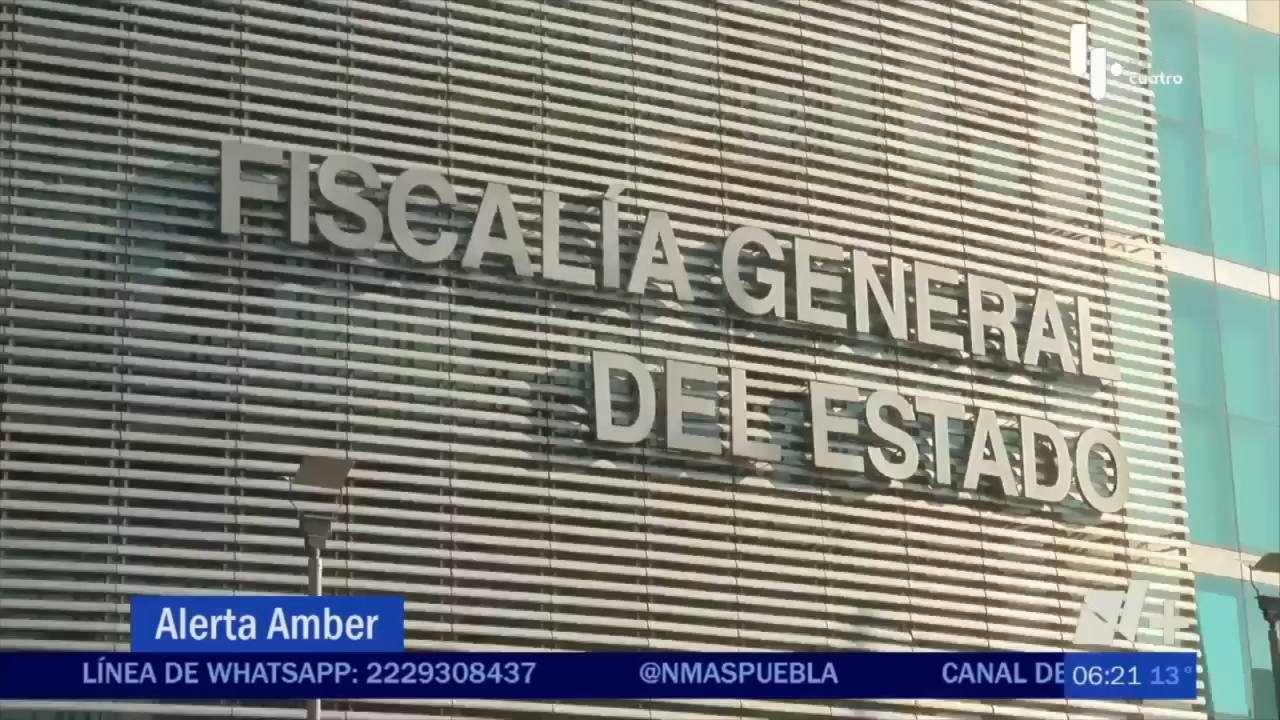 cuatro
FISCALÍA GENERAL
DEL ESTADO
N+
Alerta Amber
LÍNEA DE WHATSAPP: 2229308437 @NMASPUEBLA CANAL DE
06:21 13°